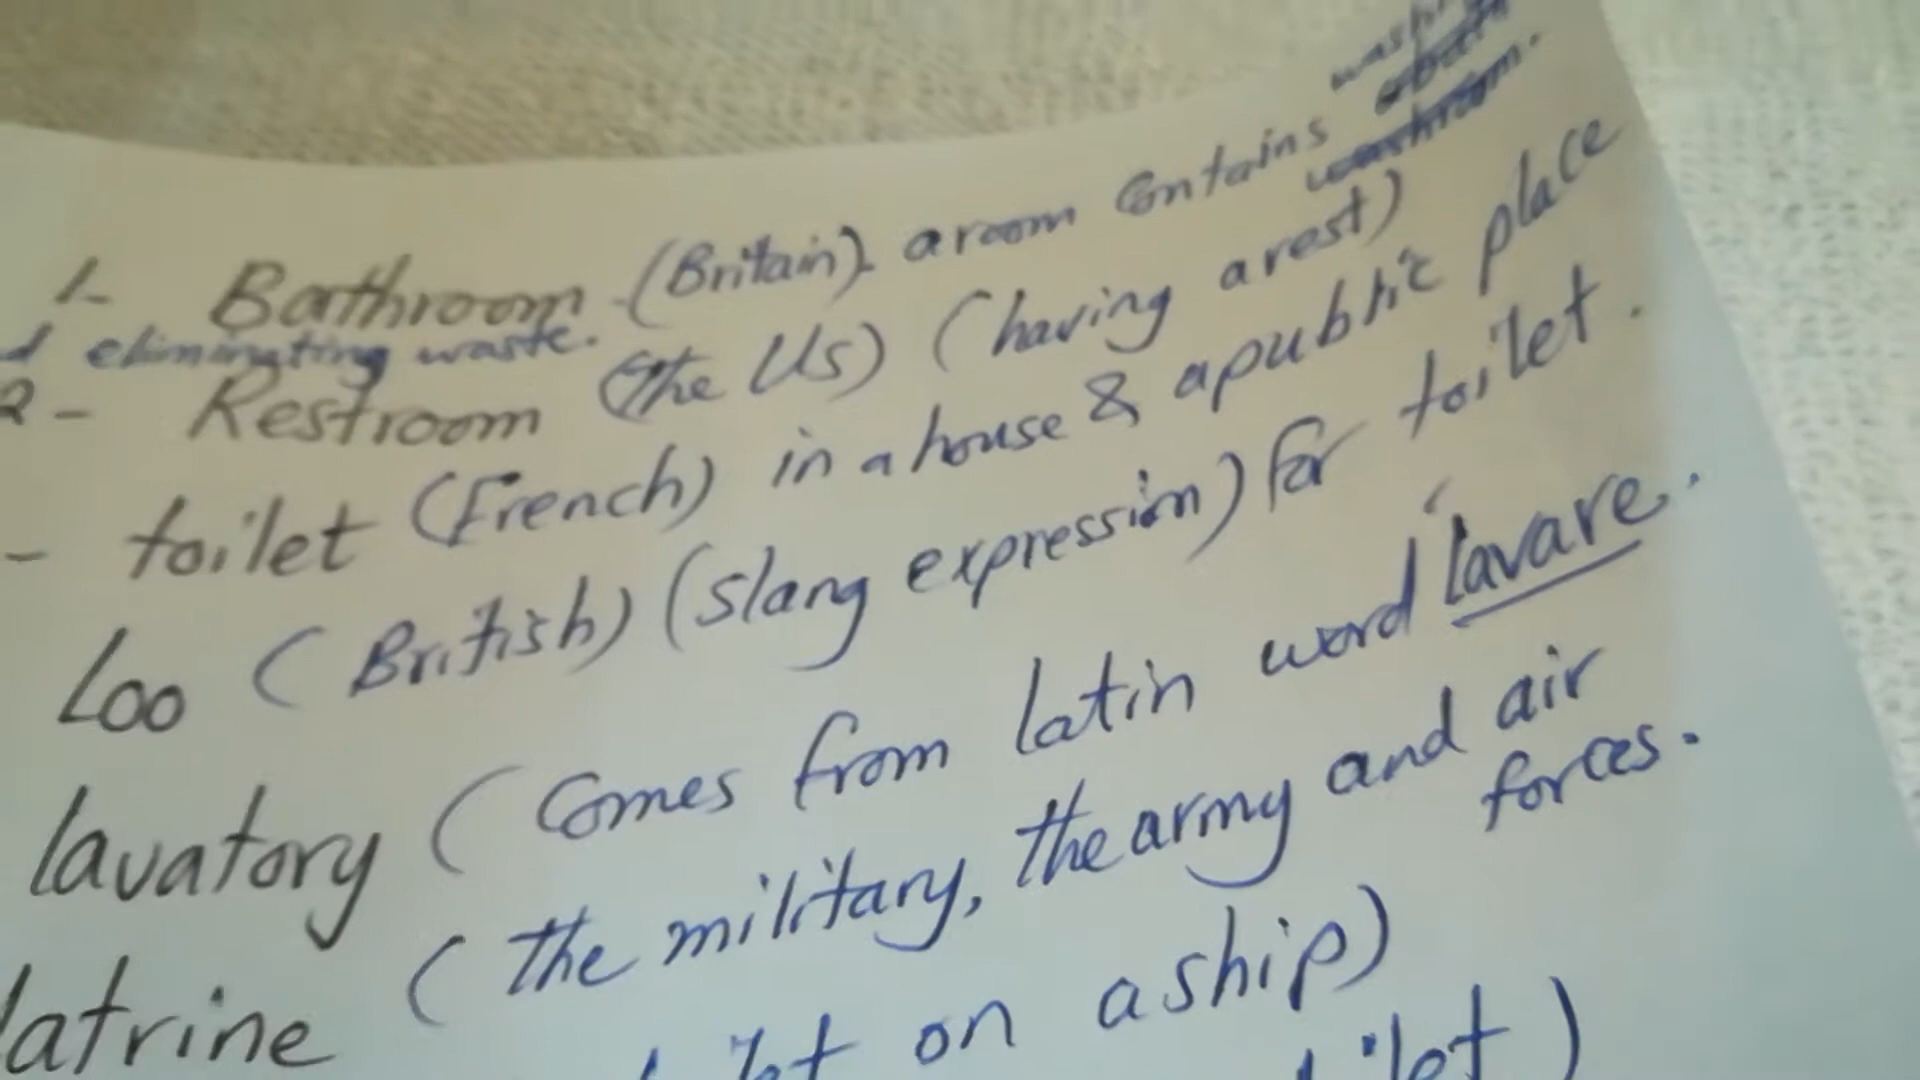 1- Bathroom (Britain) a room Contains
eliminating waste.
2- Restroom (the US) (having a rest)
- toilet (French) in a house & a public place
Loo (British) (slang expression) for toilet.
lavatory (Comes from latin word lavare.
latrine (the military, the army and air
forces.
on a ship)